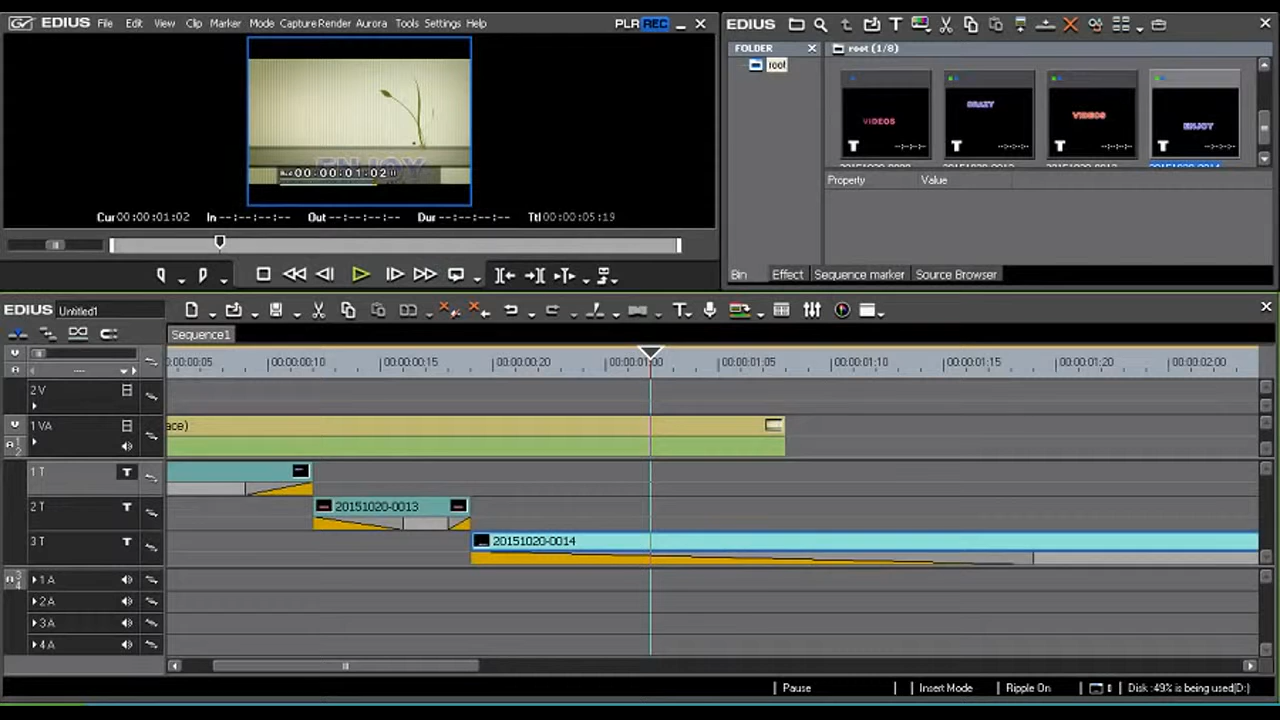 EDIUS File Edit View Clip Marker Mode Capture Render Aurora Tools Settings Help PLR REC
ENJOY
00:00:01:02
Cur 00:00:01:02 In --:--:--:-- Out --:--:--:-- Dur --:--:--:-- Ttl 00:00:05:19
EDIUS
FOLDER
root
root (1/8)
VIDEOS
CRAZY
VIDEOS
ENJOY
T --:--:--:-- T --:--:--:-- T --:--:--:-- T --:--:--:--
20151020-0014
Property Value
Bin Effect Sequence marker Source Browser
EDIUS Untitled1
Sequence1
00:00:00:10 00:00:00:15 00:00:00:20 00:00:01:00 00:00:01:05 00:00:01:10 00:00:01:15 00:00:01:20 00:00:02:00
2 V
1 VA
ace)
1 T T
2 T T 20151020-0013
3 T T 20151020-0014
1 A
2 A
3 A
4 A
Pause Insert Mode Ripple On Disk :49% is being used(D:)